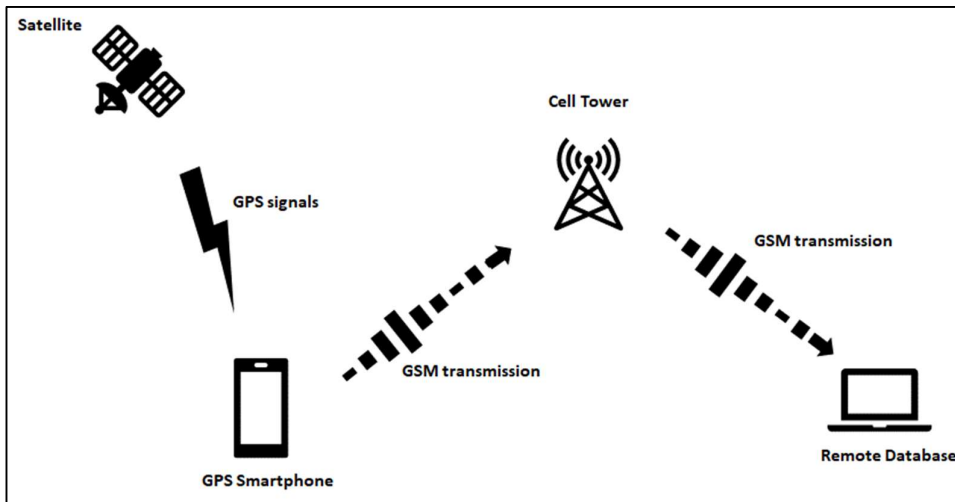 Satellite
Cell Tower
GPS signals
GSM transmission
GSM transmission
GPS Smartphone
Remote Database